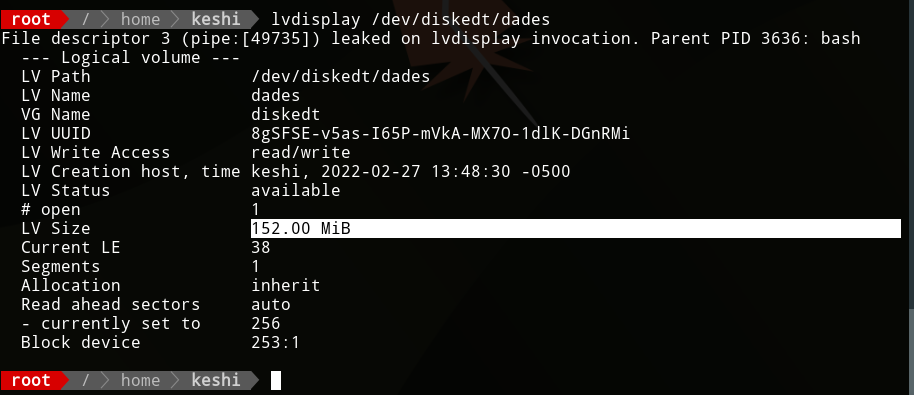 root / home keshi lvdisplay /dev/diskedt/dades
File descriptor 3 (pipe:[49735]) leaked on lvdisplay invocation. Parent PID 3636: bash
--- Logical volume ---
LV Path /dev/diskedt/dades
LV Name dades
VG Name diskedt
LV UUID 8gSFSE-v5as-I65P-mVkA-MX7O-1dlK-DGnRMi
LV Write Access read/write
LV Creation host, time keshi, 2022-02-27 13:48:30 -0500
LV Status available
# open 1
LV Size 152.00 MiB
Current LE 38
Segments 1
Allocation inherit
Read ahead sectors auto
- currently set to 256
Block device 253:1
root / home keshi